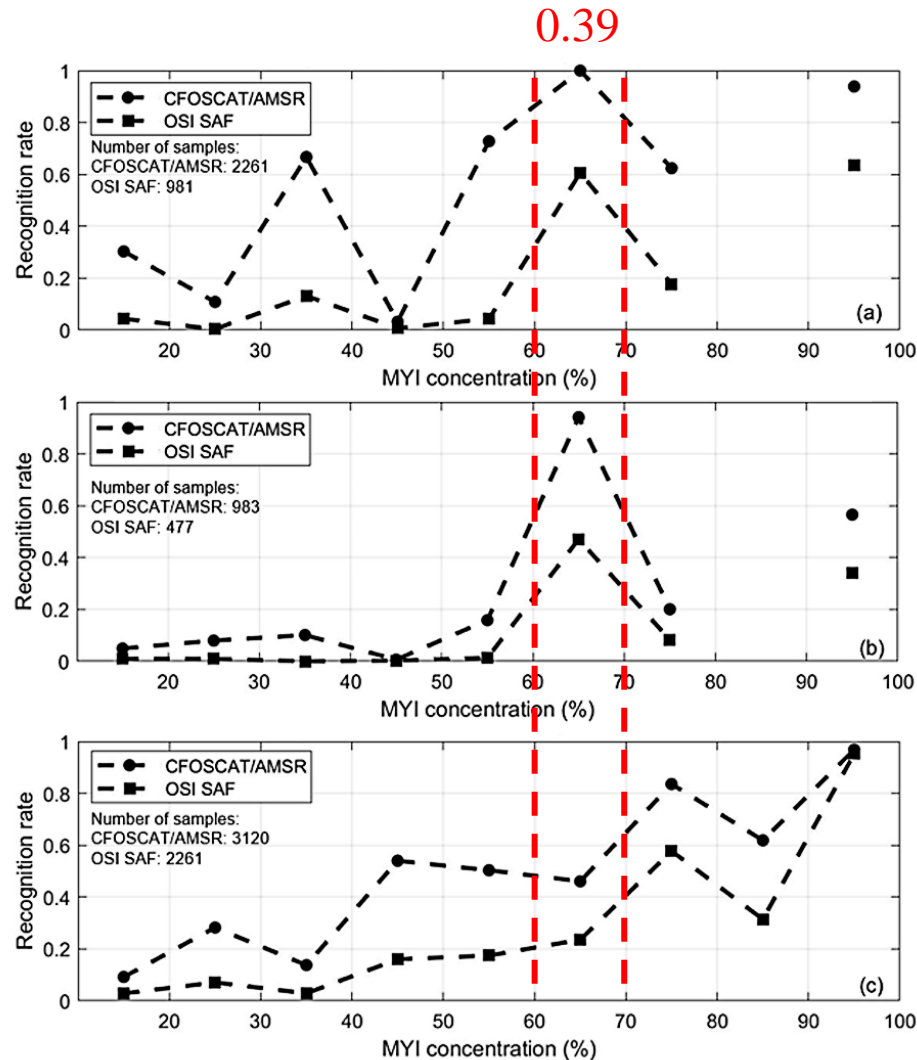 0.39
1
0.8
0.6
0.4
0.2
0
Recognition rate
CFOSCAT/AMSR
OSI SAF
Number of samples:
CFOSCAT/AMSR: 2261
OSI SAF: 981
(a)
20 30 40 50 60 70 80 90 100
MYI concentration (%)
1
0.8
0.6
0.4
0.2
0
Recognition rate
CFOSCAT/AMSR
OSI SAF
Number of samples:
CFOSCAT/AMSR: 983
OSI SAF: 477
(b)
20 30 40 50 60 70 80 90 100
MYI concentration (%)
1
0.8
0.6
0.4
0.2
0
Recognition rate
CFOSCAT/AMSR
OSI SAF
Number of samples:
CFOSCAT/AMSR: 3120
OSI SAF: 2261
(c)
20 30 40 50 60 70 80 90 100
MYI concentration (%)